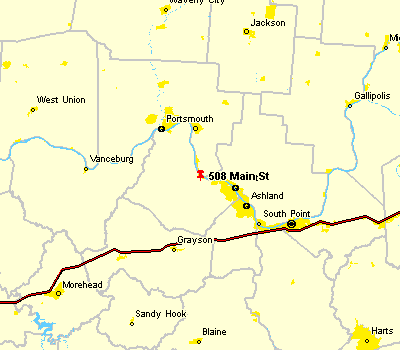 Waverly City
Jackson
Mi
West Union
Gallipolis
Portsmouth
Vanceburg
508 Main St
Ashland
South Point
Grayson
Morehead
Sandy Hook
Blaine
Harts